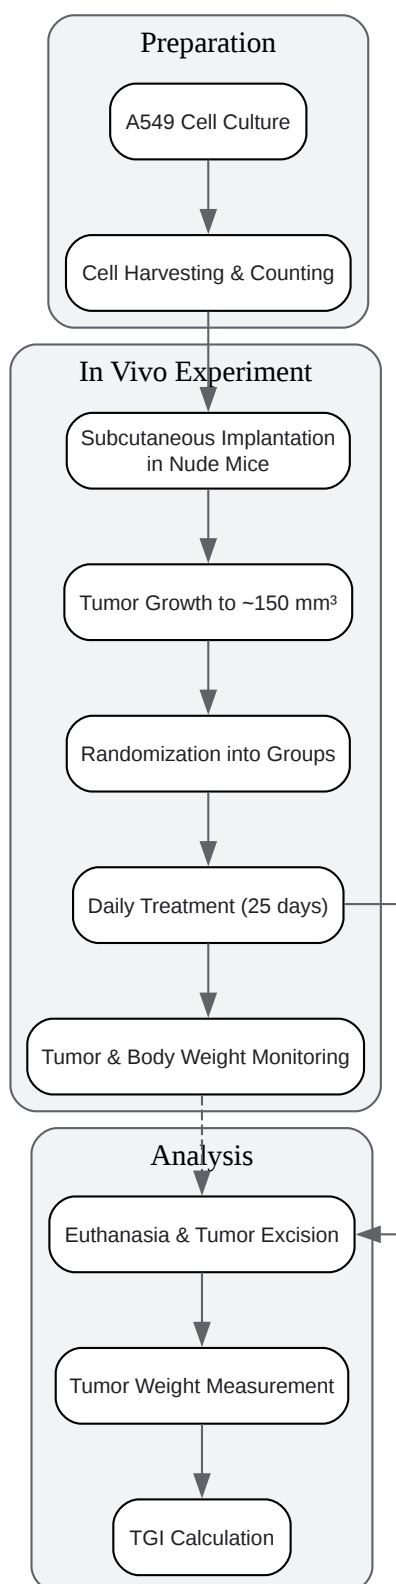 Preparation
A549 Cell Culture
Cell Harvesting & Counting
In Vivo Experiment
Subcutaneous Implantation
in Nude Mice
Tumor Growth to ~150 mm³
Randomization into Groups
Daily Treatment (25 days)
Tumor & Body Weight Monitoring
Analysis
Euthanasia & Tumor Excision
Tumor Weight Measurement
TGI Calculation